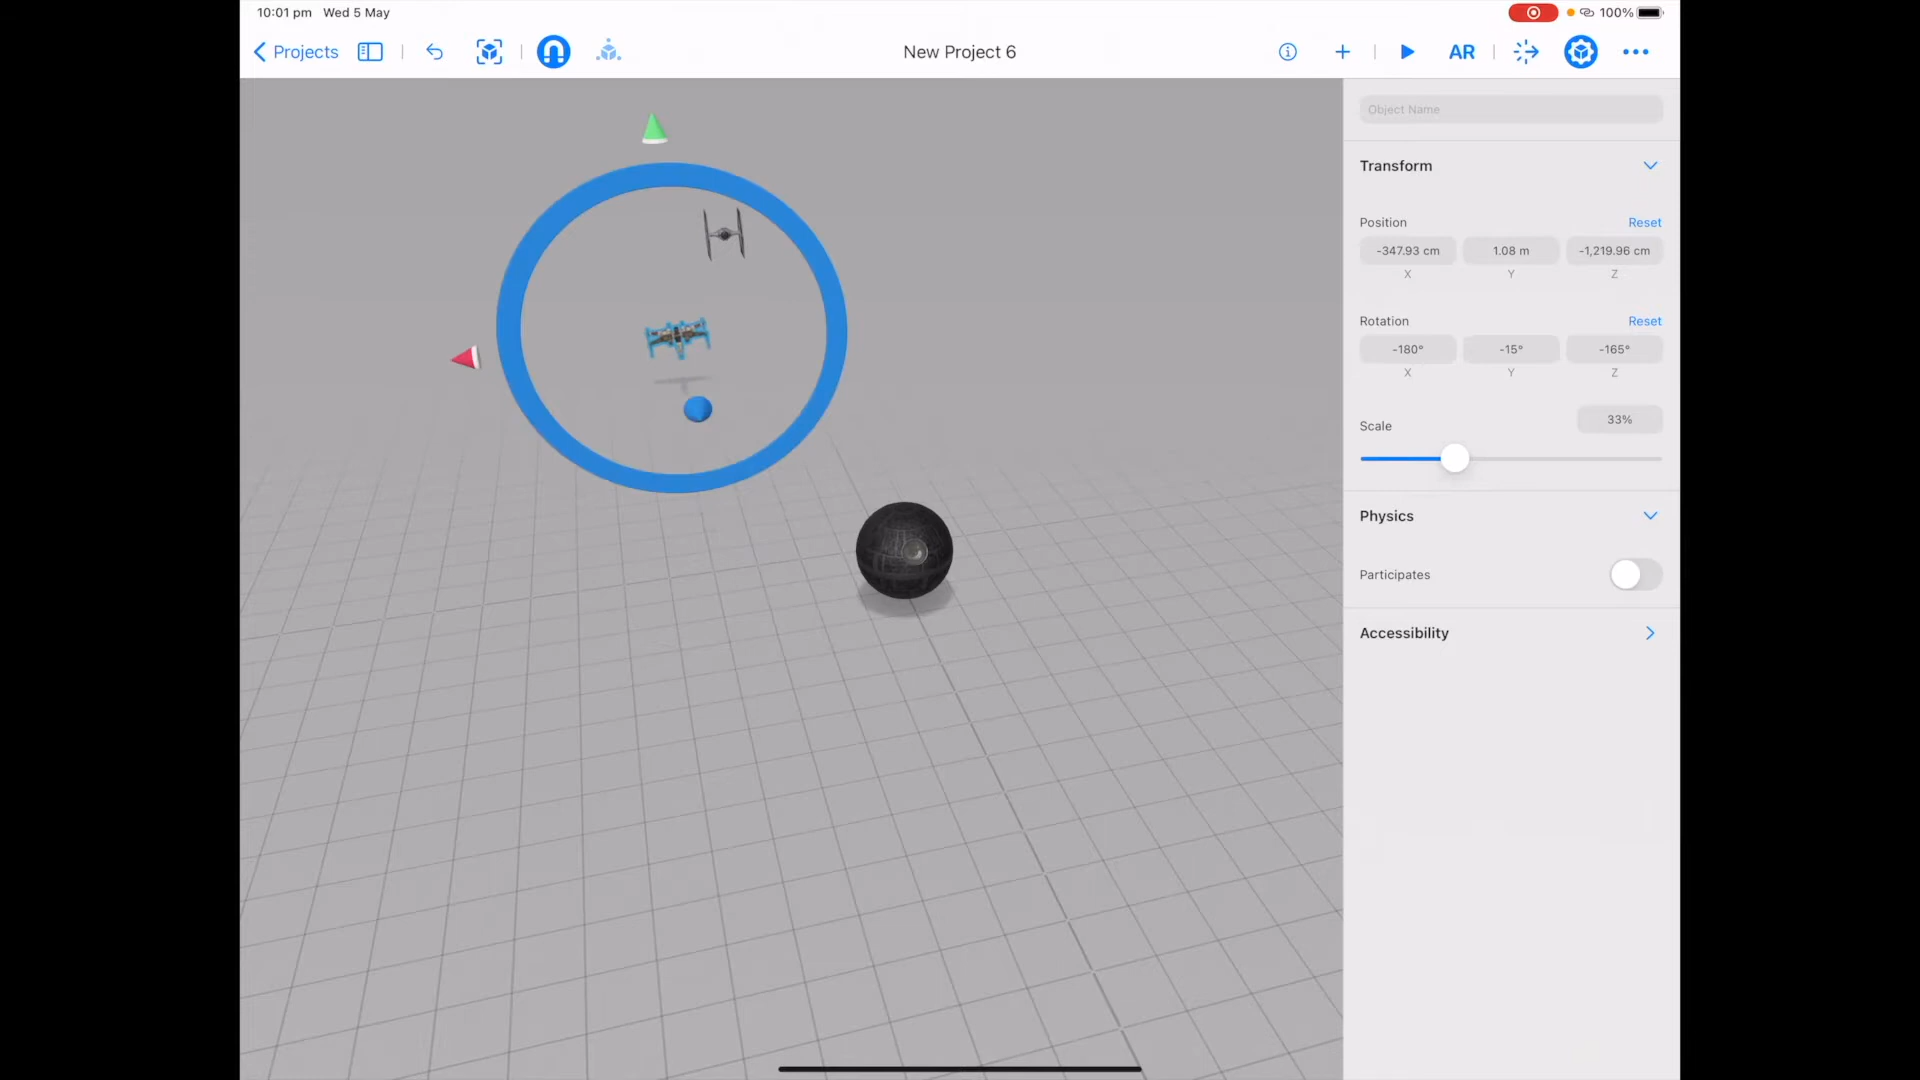 10:01 pm Wed 5 May 100%
Projects New Project 6 AR
Object Name
Transform
Position Reset
-347.93 cm 1.08 m -1,219.96 cm
X Y Z
Rotation Reset
-180° -15° -165°
X Y Z
Scale 33%
Physics
Participates
Accessibility